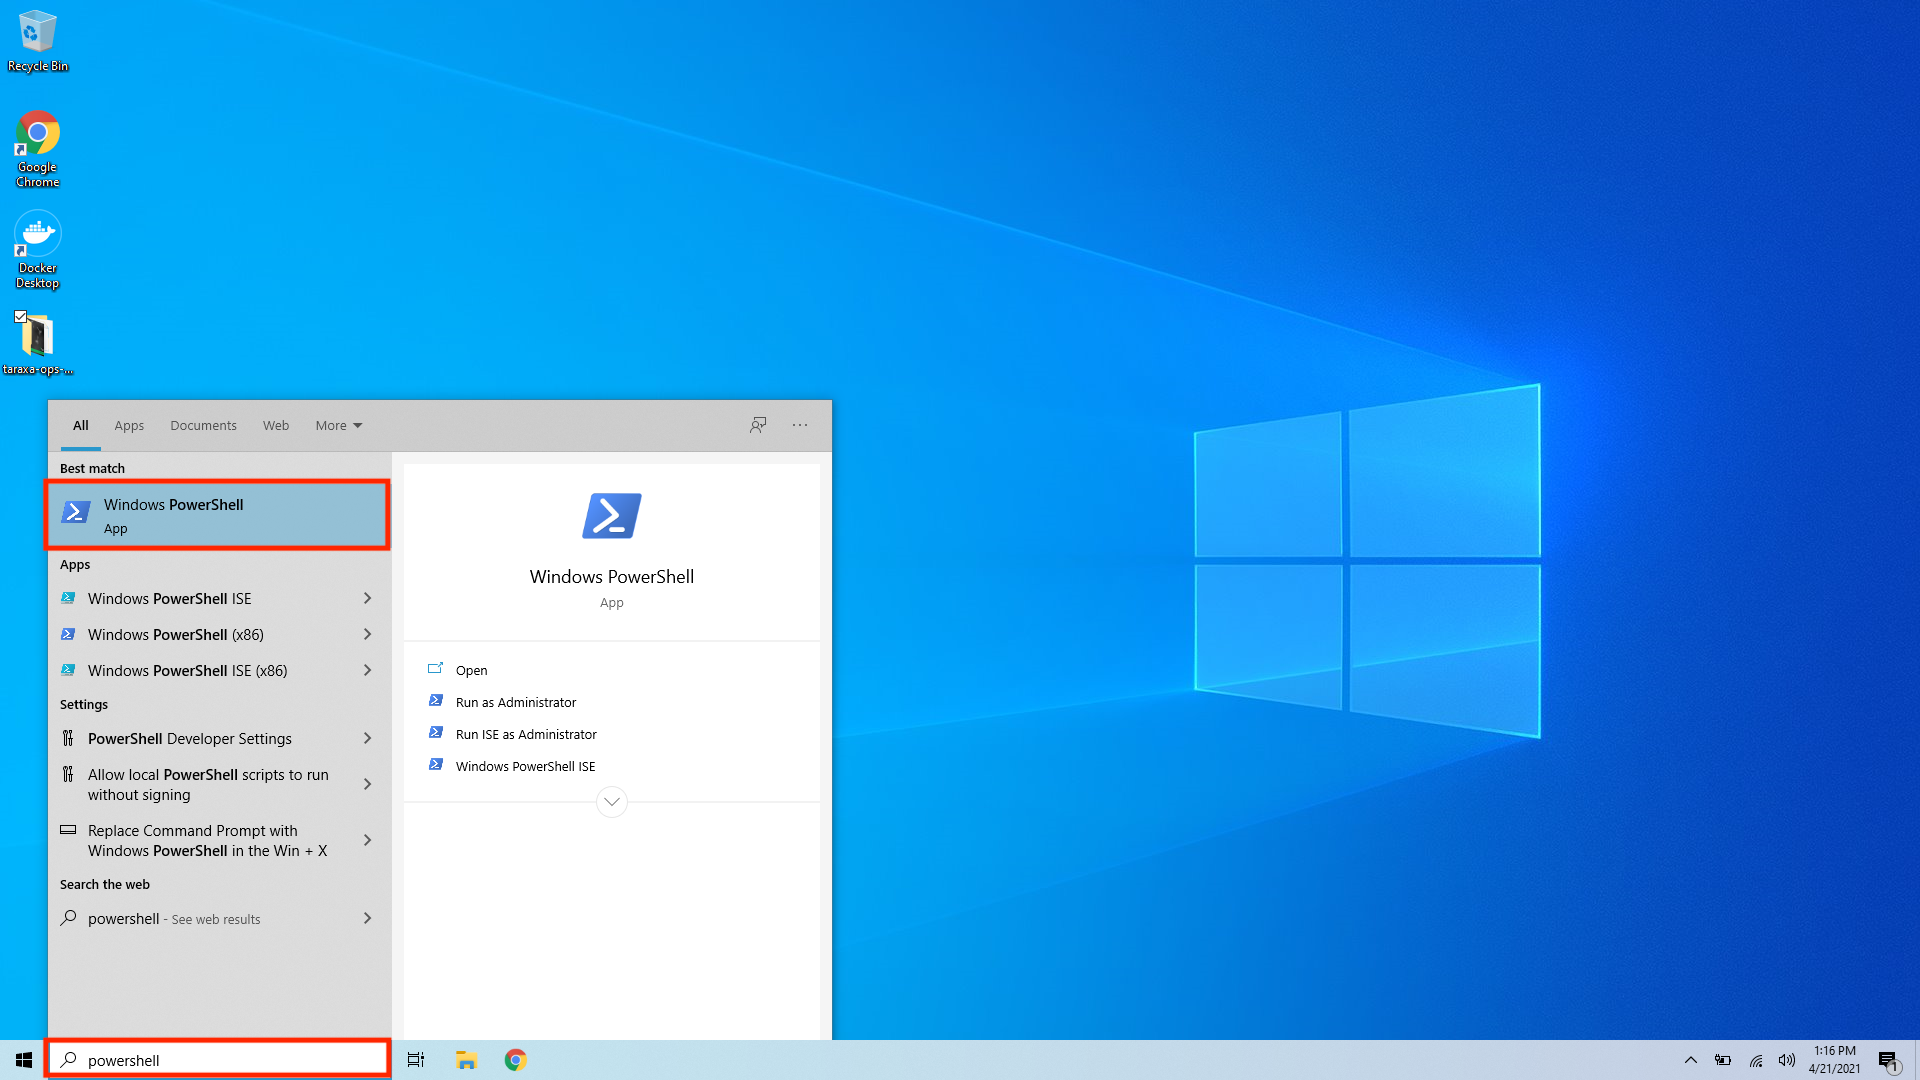 Recycle Bin
Google
Chrome
Docker
Desktop
taraxa-ops-...
All
Apps
Documents
Web
More
Best match
Windows PowerShell
App
Apps
Windows PowerShell ISE
Windows PowerShell (x86)
Windows PowerShell ISE (x86)
Settings
PowerShell Developer Settings
Allow local PowerShell scripts to run
without signing
Replace Command Prompt with
Windows PowerShell in the Win + X
Search the web
powershell - See web results
Windows PowerShell
App
Open
Run as Administrator
Run ISE as Administrator
Windows PowerShell ISE
powershell
1:16 PM
4/21/2021
1